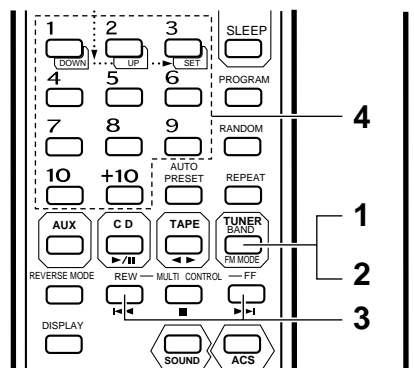 1 2 3 SLEEP
DOWN UP SET
4 5 6 PROGRAM
4
7 8 9 RANDOM
10 +10 AUTO PRESET REPEAT
AUX CD TAPE TUNER BAND
►/II ◄ ► FM MODE
1
2
REVERSE MODE REW MULTI CONTROL FF
I◄◄ ■ ►►I
3
DISPLAY
SOUND ACS